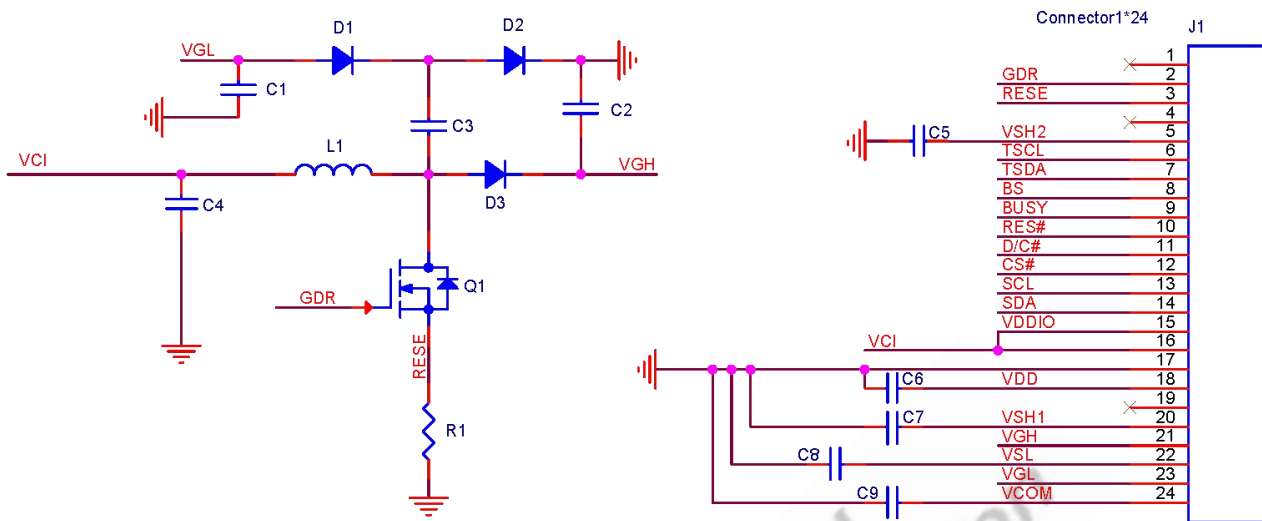 Connector1*24
J1
D1
D2
VGL
C1
C2
C3
VCI
L1
VGH
D3
C4
GDR
Q1
RESE
R1
1
GDR 2
RESE 3
4
C5 VSH2 5
TSCL 6
TSDA 7
BS 8
BUSY 9
RES# 10
D/C# 11
CS# 12
SCL 13
SDA 14
VDDIO 15
VCI 16
17
C6 VDD 18
19
C7 VSH1 20
VGH 21
C8 VSL 22
VGL 23
C9 VCOM 24